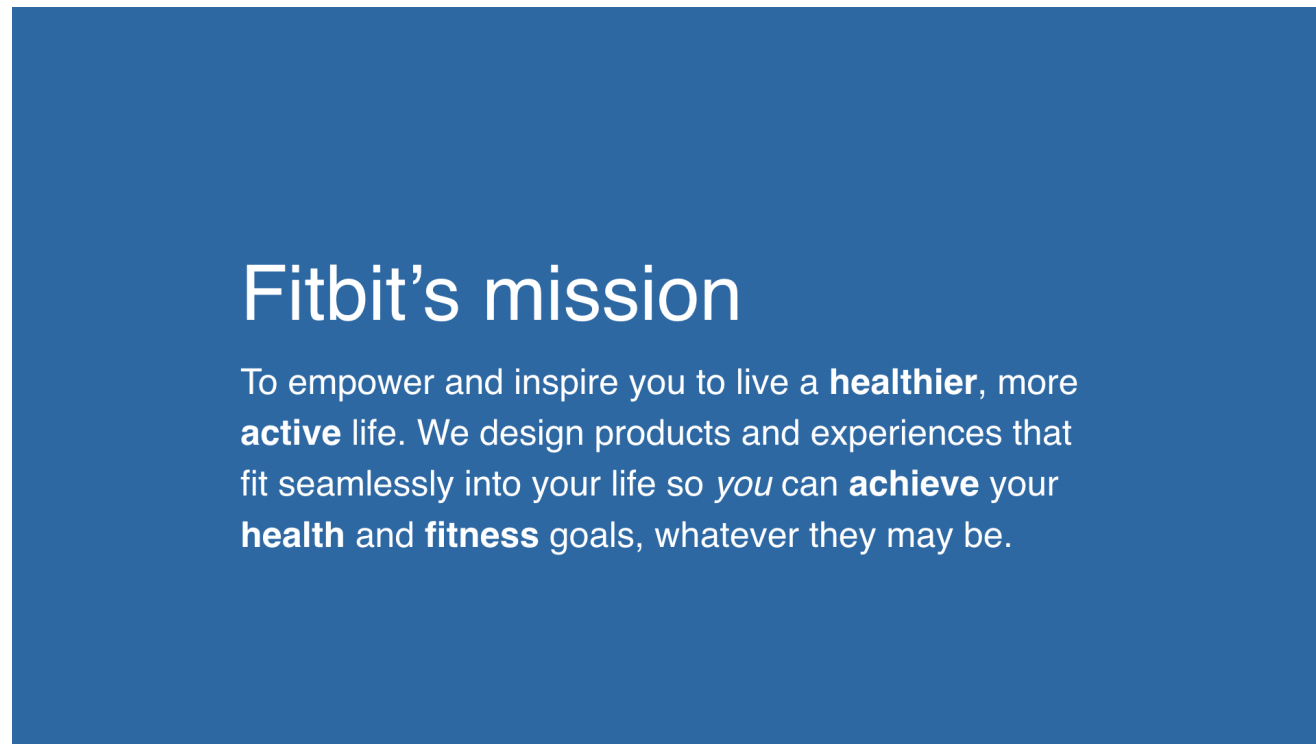 Fitbit’s mission
To empower and inspire you to live a healthier, more
active life. We design products and experiences that
fit seamlessly into your life so you can achieve your
health and fitness goals, whatever they may be.